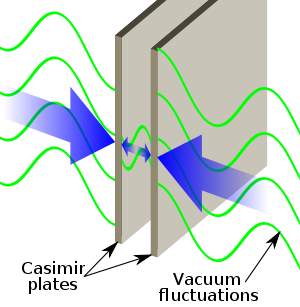 Casimir
plates
Vacuum
fluctuations